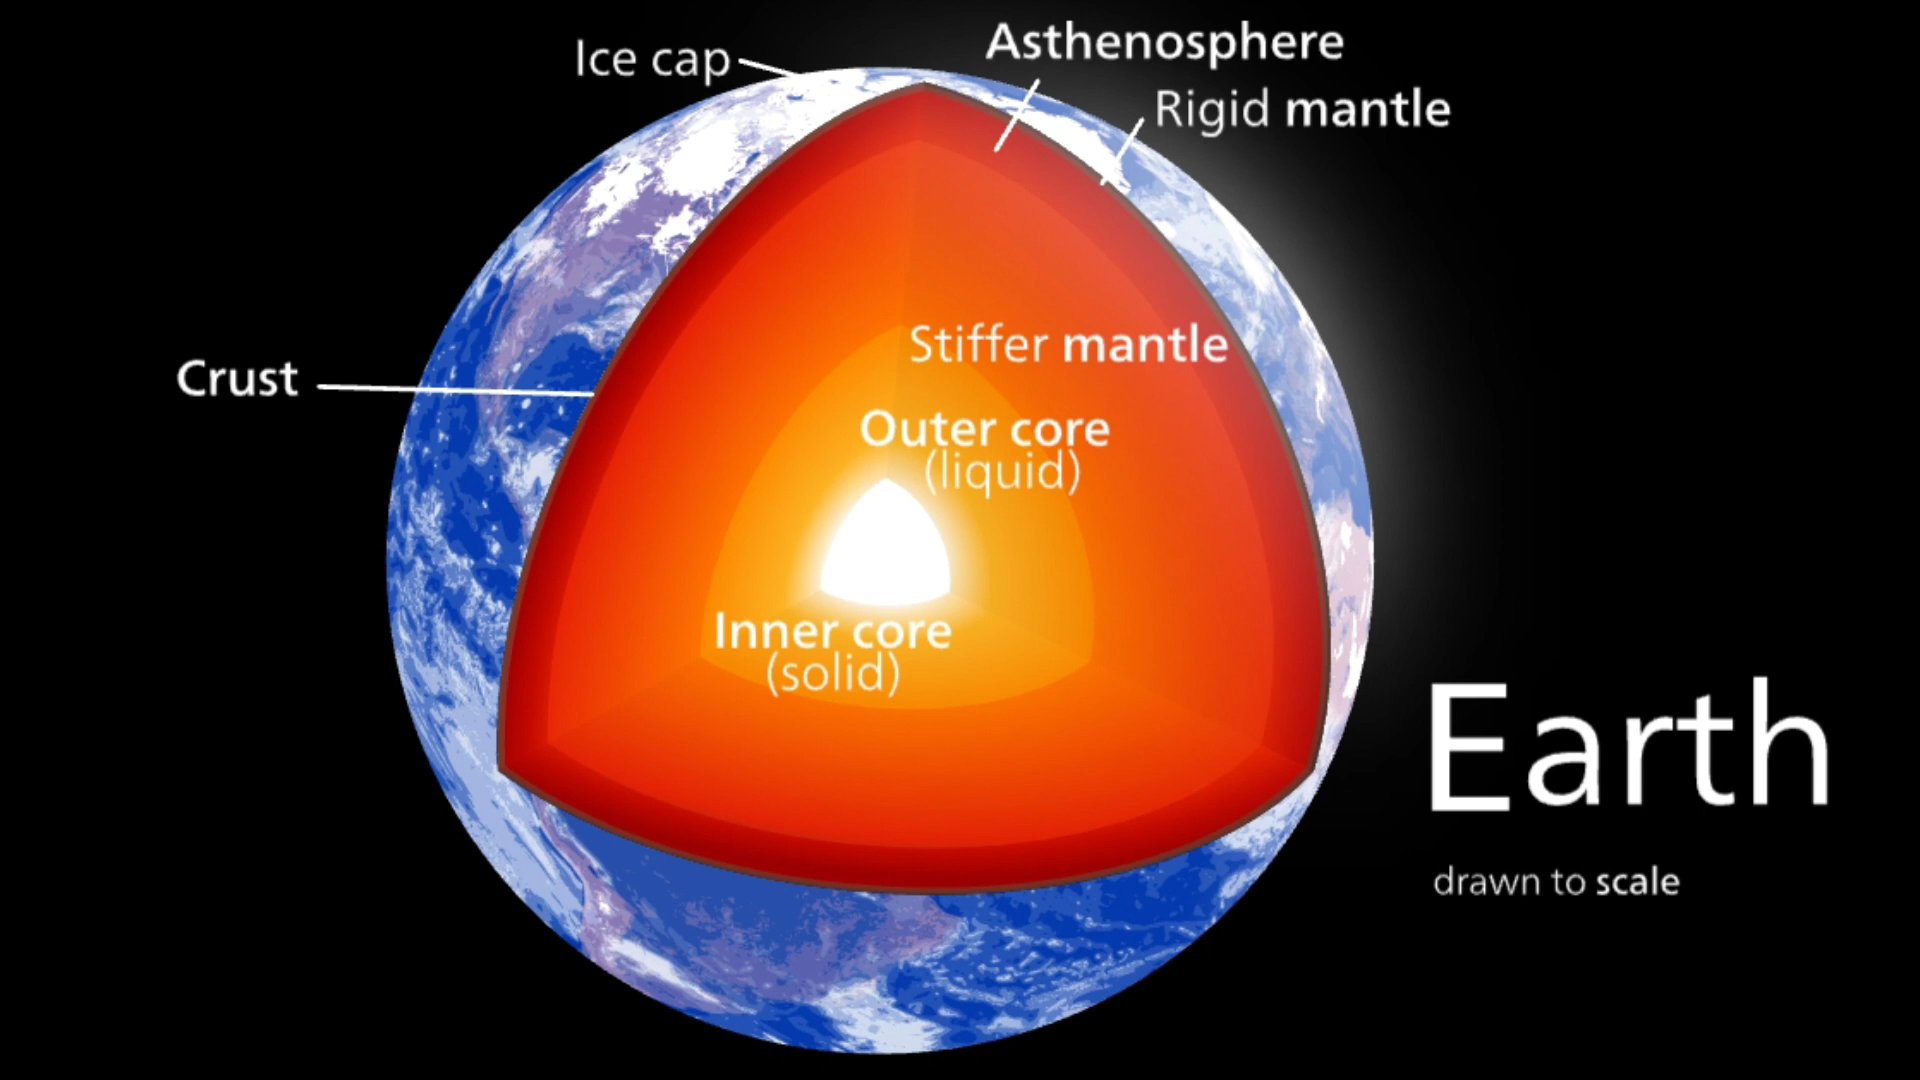 Ice cap
Asthenosphere
Rigid mantle
Crust
Stiffer mantle
Outer core
(liquid)
Inner core
(solid)
Earth
drawn to scale